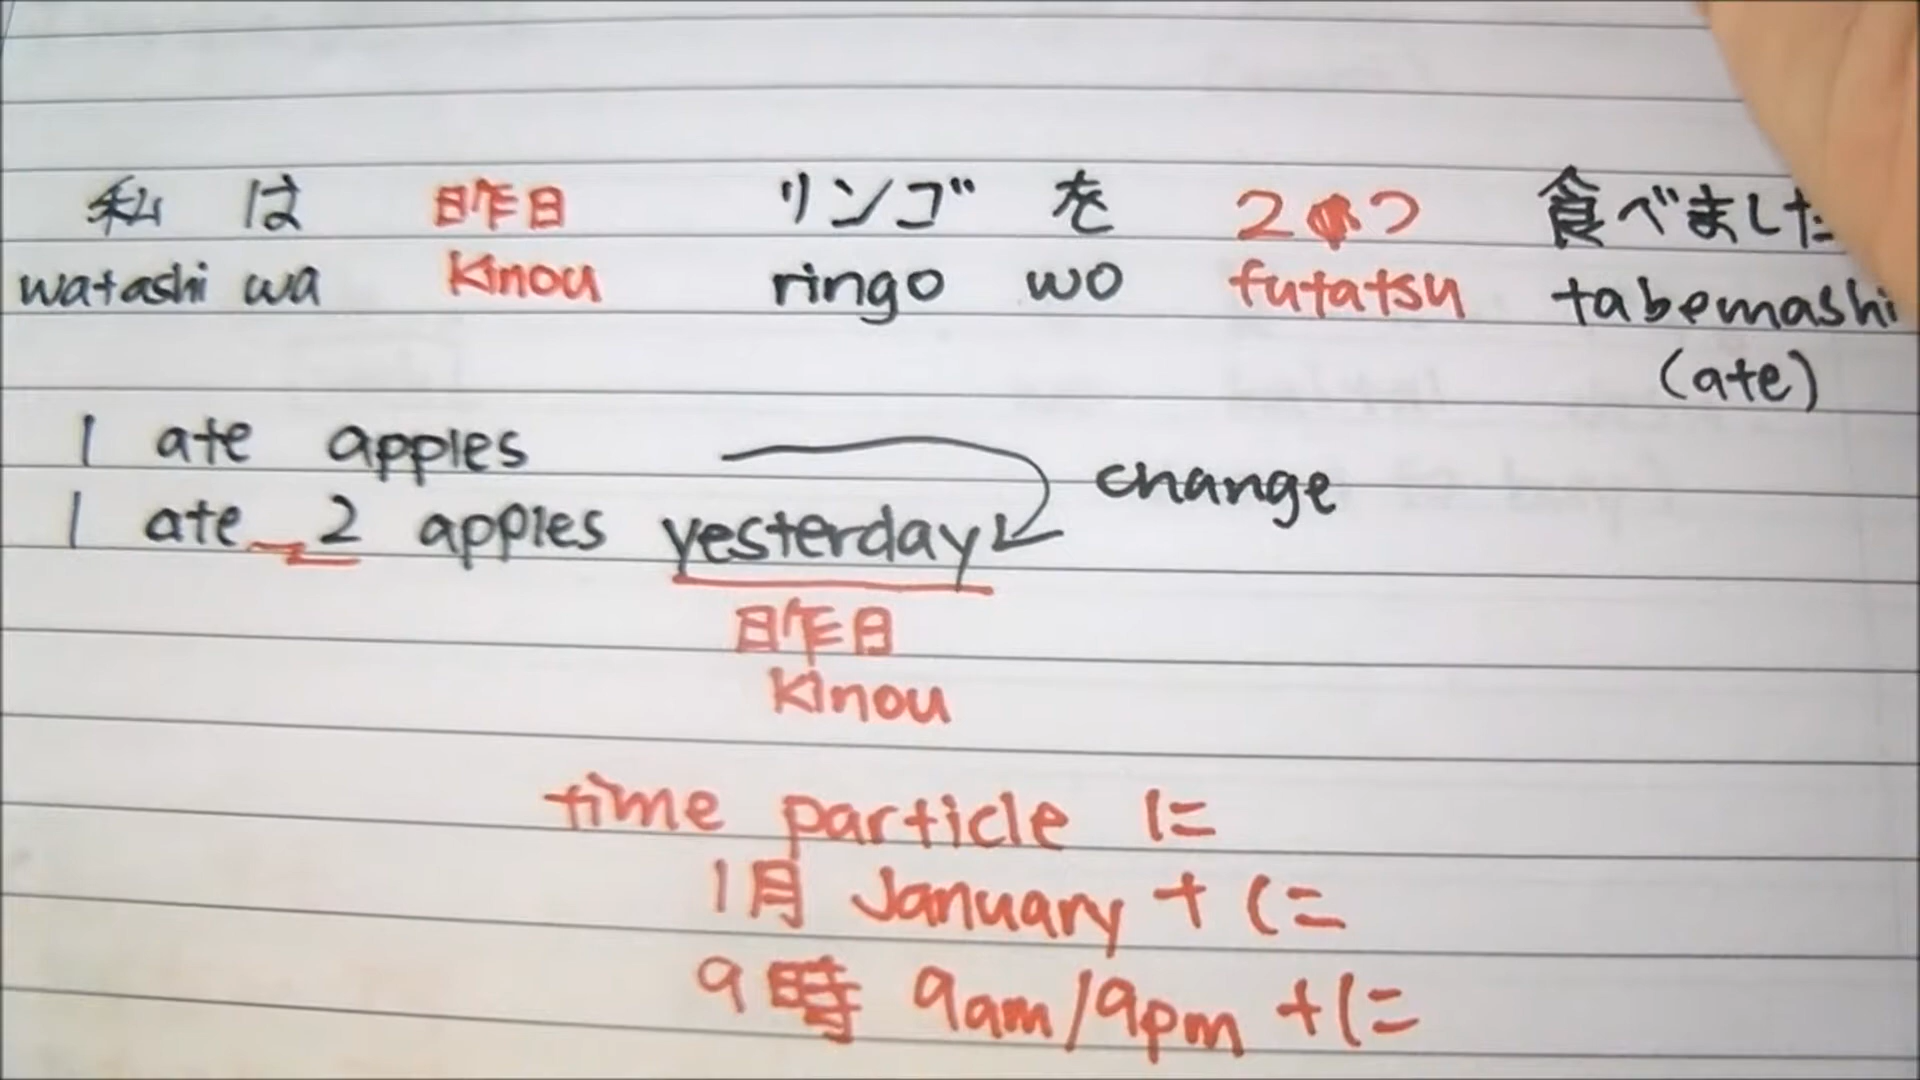 私 は 昨日 リンゴ を 2つ 食べました
watashi wa kinou ringo wo futatsu tabemashi
(ate)
I ate apples
change
I ate 2 apples yesterday
昨日
kinou
time particle に
1月 January + に
9時 9am/9pm + に